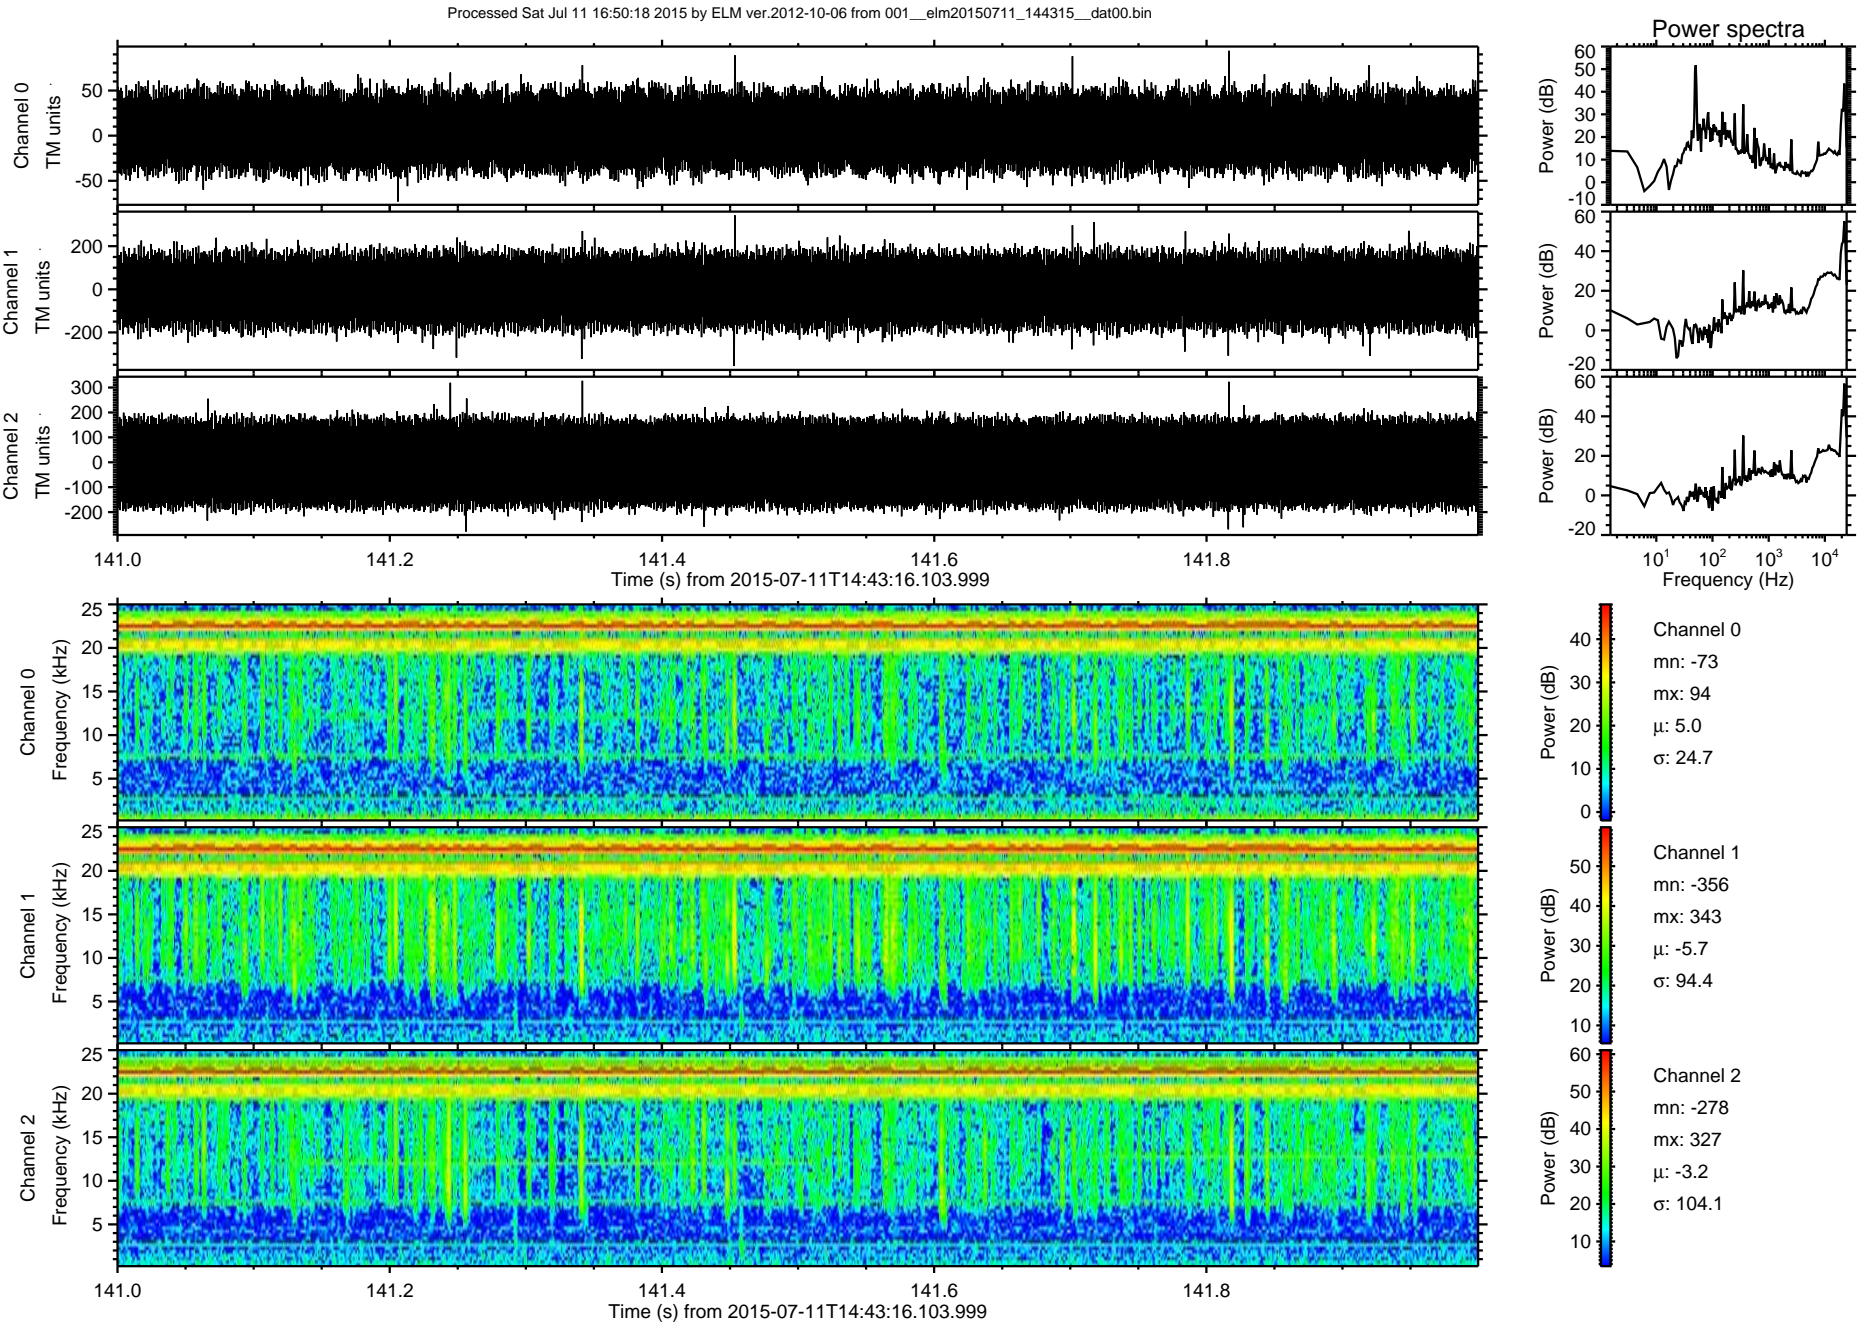 Processed Sat Jul 11 16:50:18 2015 by ELM ver.2012-10-06 from 001__elm20150711_144315__dat00.bin
Power spectra
Channel 0
TM units
50
0
-50
Power (dB)
60
50
40
30
20
10
0
-10
Channel 1
TM units
200
0
-200
Power (dB)
60
40
20
0
-20
Channel 2
TM units
300
200
100
0
-100
-200
Power (dB)
60
40
20
0
-20
141.0 141.2 141.4 141.6 141.8
Time (s) from 2015-07-11T14:43:16.103.999
10¹ 10² 10³ 10⁴
Frequency (Hz)
Channel 0
Frequency (kHz)
25
20
15
10
5
Power (dB)
40
30
20
10
0
Channel 0
mn: -73
mx: 94
μ: 5.0
σ: 24.7
Channel 1
Frequency (kHz)
25
20
15
10
5
Power (dB)
50
40
30
20
10
Channel 1
mn: -356
mx: 343
μ: -5.7
σ: 94.4
Channel 2
Frequency (kHz)
25
20
15
10
5
Power (dB)
60
50
40
30
20
10
Channel 2
mn: -278
mx: 327
μ: -3.2
σ: 104.1
141.0 141.2 141.4 141.6 141.8
Time (s) from 2015-07-11T14:43:16.103.999